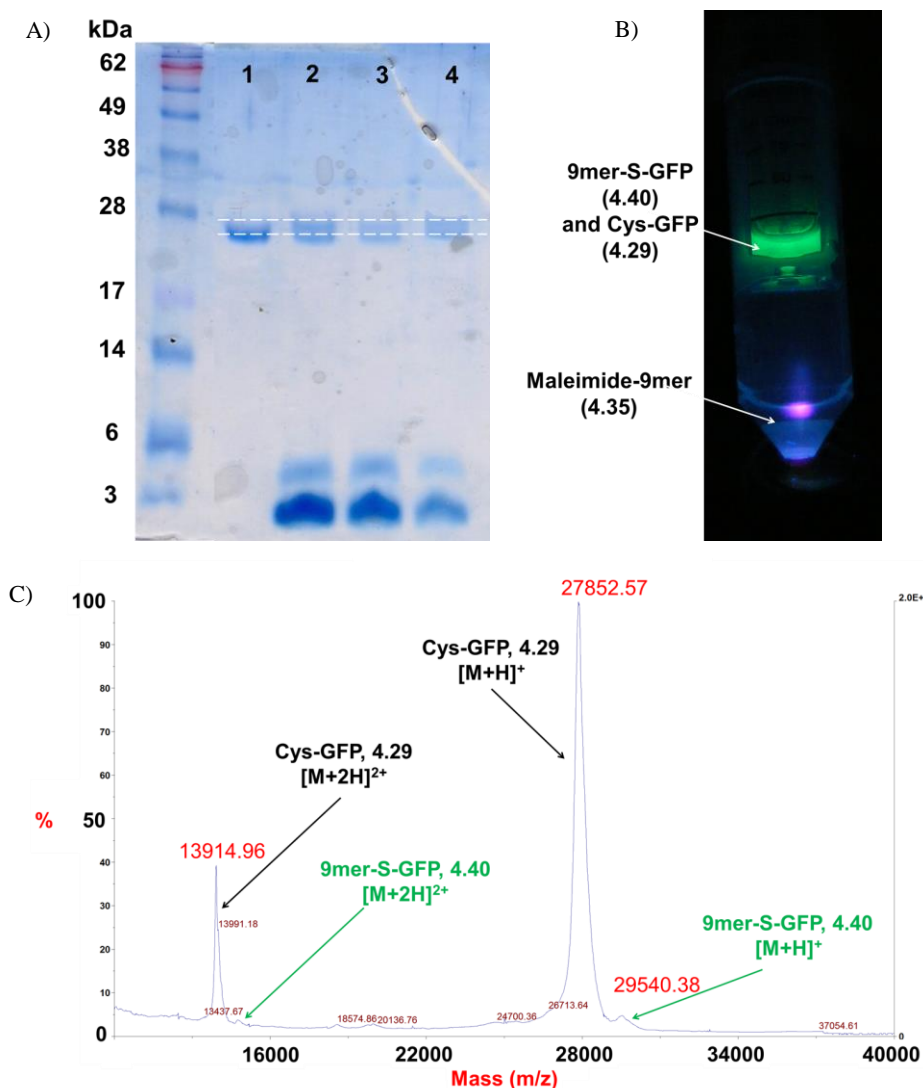 A)
kDa
62
49
38
28
17
14
6
3
1 2 3 4
B)
9mer-S-GFP
(4.40)
and Cys-GFP
(4.29)
Maleimide-9mer
(4.35)
C)
100
90
80
70
60
50
40
30
20
10
0
0
%
2.0E+
0
27852.57
Cys-GFP, 4.29
[M+H]+
Cys-GFP, 4.29
[M+2H]2+
13914.96
13991.18
9mer-S-GFP, 4.40
[M+2H]2+
9mer-S-GFP, 4.40
[M+H]+
29540.38
13437.67
18574.86
20136.76
24700.36
26713.64
37054.61
16000 22000 28000 34000 40000
Mass (m/z)